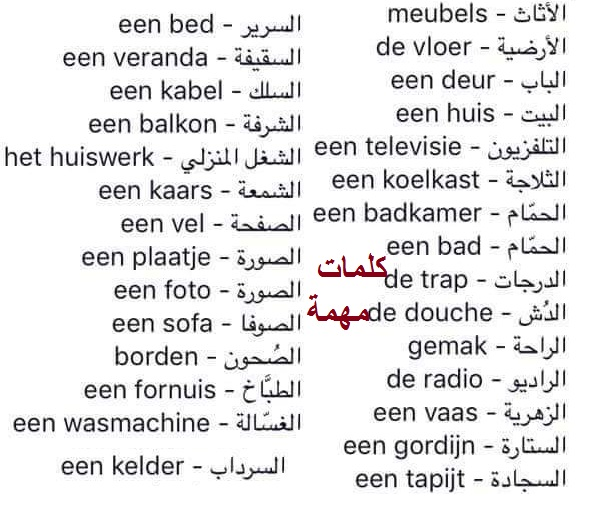 الأثاث - meubels
الأرضية - de vloer
الباب - een deur
البيت - een huis
التلفزيون - een televisie
الثلاجة - een koelkast
الحمّام - een badkamer
الحمّام - een bad
الدرجات - de trap
الدُش - de douche
الراحة - gemak
الراديو - de radio
الزهرية - een vaas
الستارة - een gordijn
السجادة - een tapijt
السرير - een bed
السقيفة - een veranda
السلك - een kabel
الشرفة - een balkon
الشغل المنزلي - het huiswerk
الشمعة - een kaars
الصفحة - een vel
الصورة - een plaatje
الصورة - een foto
الصوفا - een sofa
الصُحون - borden
الطبَّاخ - een fornuis
الغسّالة - een wasmachine
السرداب - een kelder
كلمات
مهمة